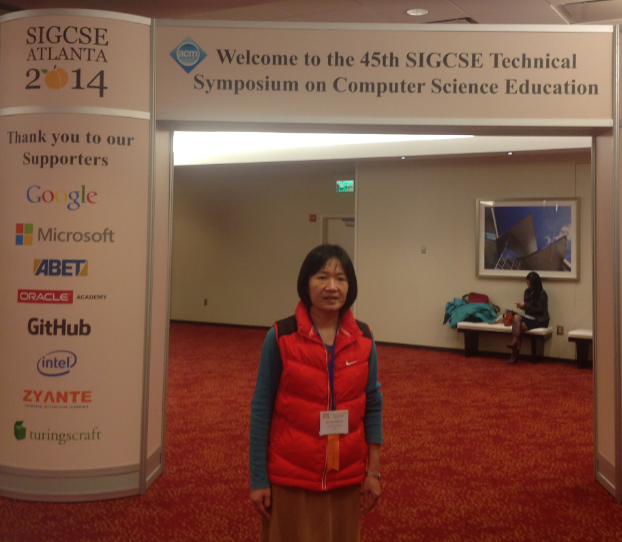 SIGCSE
ATLANTA
2014
acm
Welcome to the 45th SIGCSE Technical
Symposium on Computer Science Education
Thank you to our
Supporters
Google
Microsoft
ABET
ORACLE ACADEMY
GitHub
intel
ZYANTE
turingscraft